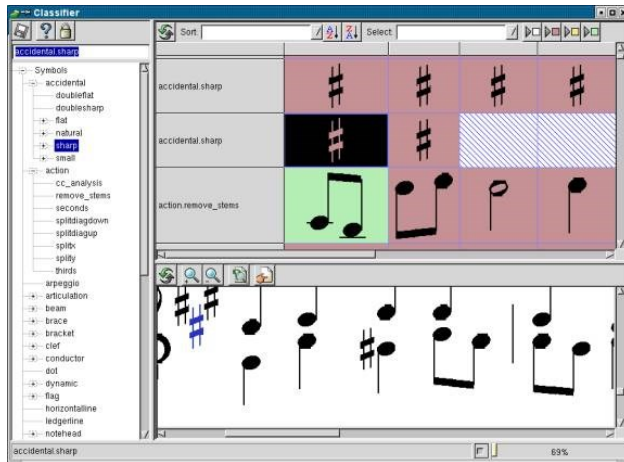 Classifier
Sort:
Select:
accidental.sharp
Symbols
accidental
doubleflat
doublesharp
flat
natural
sharp
small
action
cc_analysis
remove_stems
seconds
splitdiagdown
splitdiagup
splitx
splity
thirds
arpeggio
articulation
beam
brace
bracket
clef
conductor
dot
dynamic
flag
horizontalline
ledgerline
notehead
accidental.sharp
accidental.sharp
action.remove_stems
accidental.sharp
69%